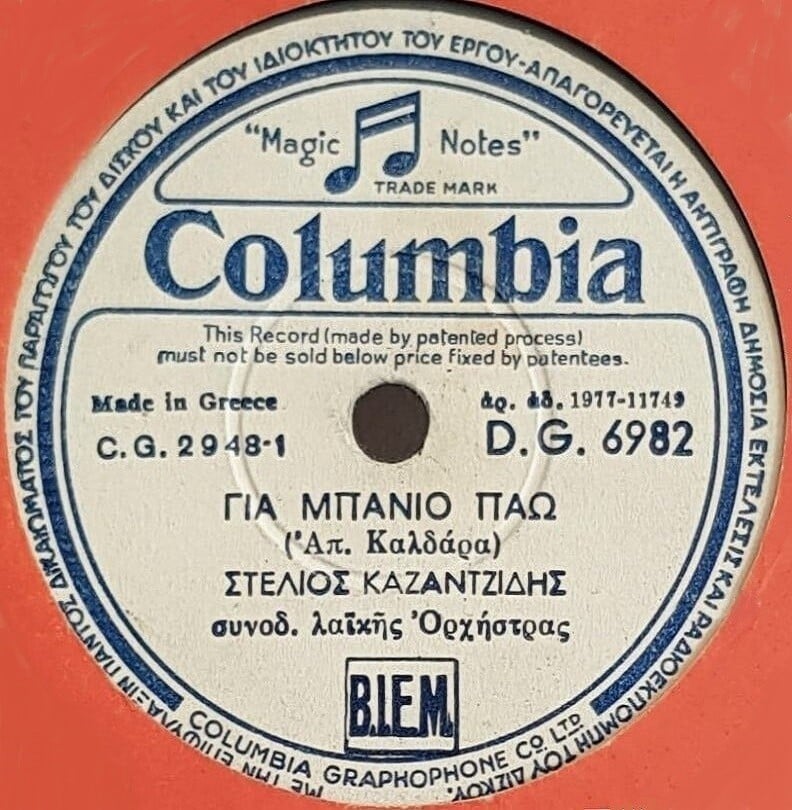 ΜΕ ΤΗΝ ΕΠΙΦΥΛΑΞΙΝ ΠΑΝΤΟΣ ΔΙΚΑΙΩΜΑΤΟΣ ΤΟΥ ΠΑΡΑΓΩΓΟΥ ΤΟΥ ΔΙΣΚΟΥ ΚΑΙ ΤΟΥ ΙΔΙΟΚΤΗΤΟΥ ΤΟΥ ΕΡΓΟΥ-ΑΠΑΓΟΡΕΥΕΤΑΙ Η ΑΝΤΙΓΡΑΦΗ ΔΗΜΟΣΙΑ ΕΚΤΕΛΕΣΙΣ ΚΑΙ ΡΑΔΙΟΕΚΠΟΜΠΗ ΤΟΥ ΔΙΣΚΟΥ.
"Magic Notes"
TRADE MARK
Columbia
This Record (made by patented process)
must not be sold below price fixed by patentees.
Made in Greece
ἀρ. ἀδ. 1977-11749
C.G. 2948-1
D.G. 6982
ΓΙΑ ΜΠΑΝΙΟ ΠΑΩ
(Ἀπ. Καλδάρα)
ΣΤΕΛΙΟΣ ΚΑΖΑΝΤΖΙΔΗΣ
συνοδ. λαϊκῆς Ὀρχήστρας
B.I.E.M.
COLUMBIA GRAPHOPHONE CO. LTD